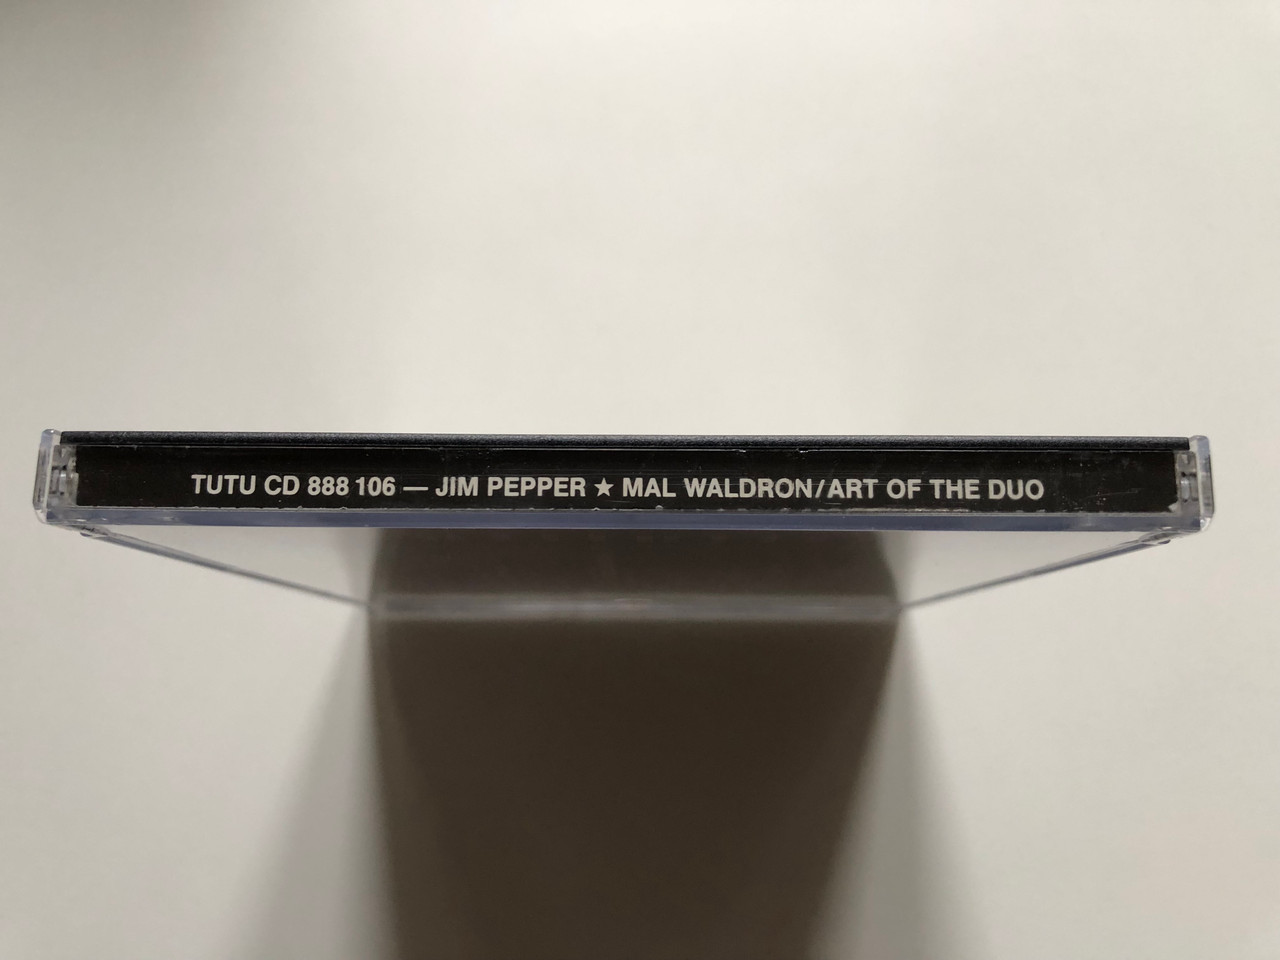 TUTU CD 888 106 — JIM PEPPER ★ MAL WALDRON/ART OF THE DUO